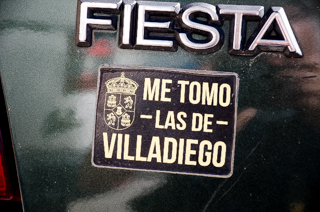 FIESTA
ME TOMO
- LAS DE -
VILLADIEGO